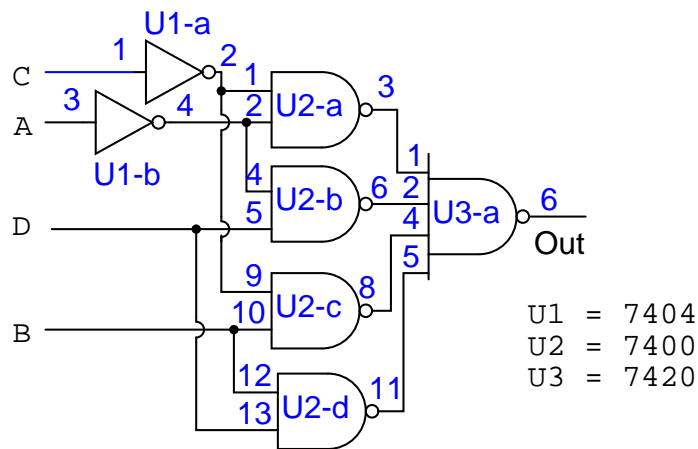 U1-a
1
2
C
3
4
A
U1-b
1
2
U2-a
3
4
5
U2-b
6
D
1
2
4
5
U3-a
6
Out
9
10
U2-c
8
B
12
13
U2-d
11
U1 = 7404
U2 = 7400
U3 = 7420